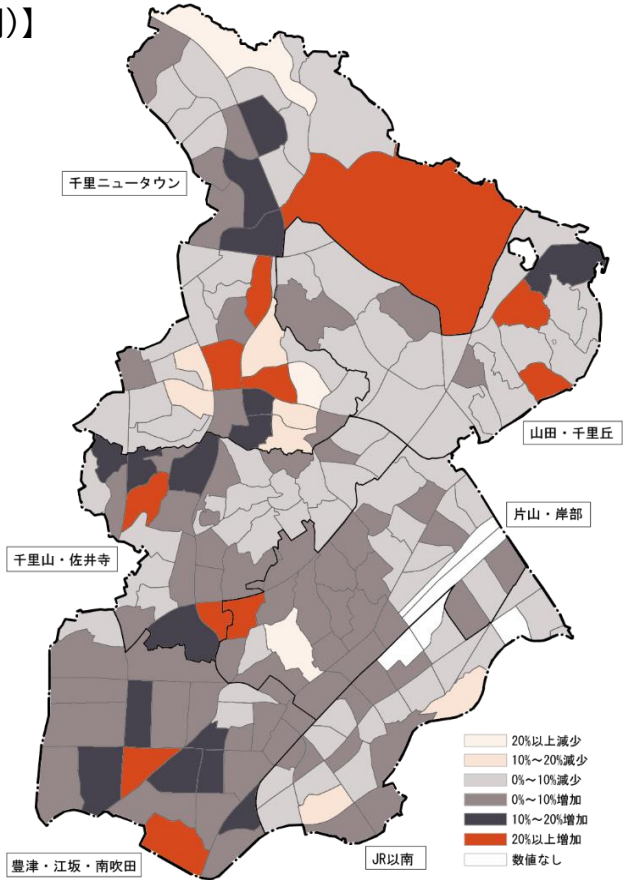 )】
千里ニュータウン
山田・千里丘
片山・岸部
千里山・佐井寺
豊津・江坂・南吹田
JR以南
20%以上減少
10%～20%減少
0%～10%減少
0%～10%増加
10%～20%増加
20%以上増加
数値なし